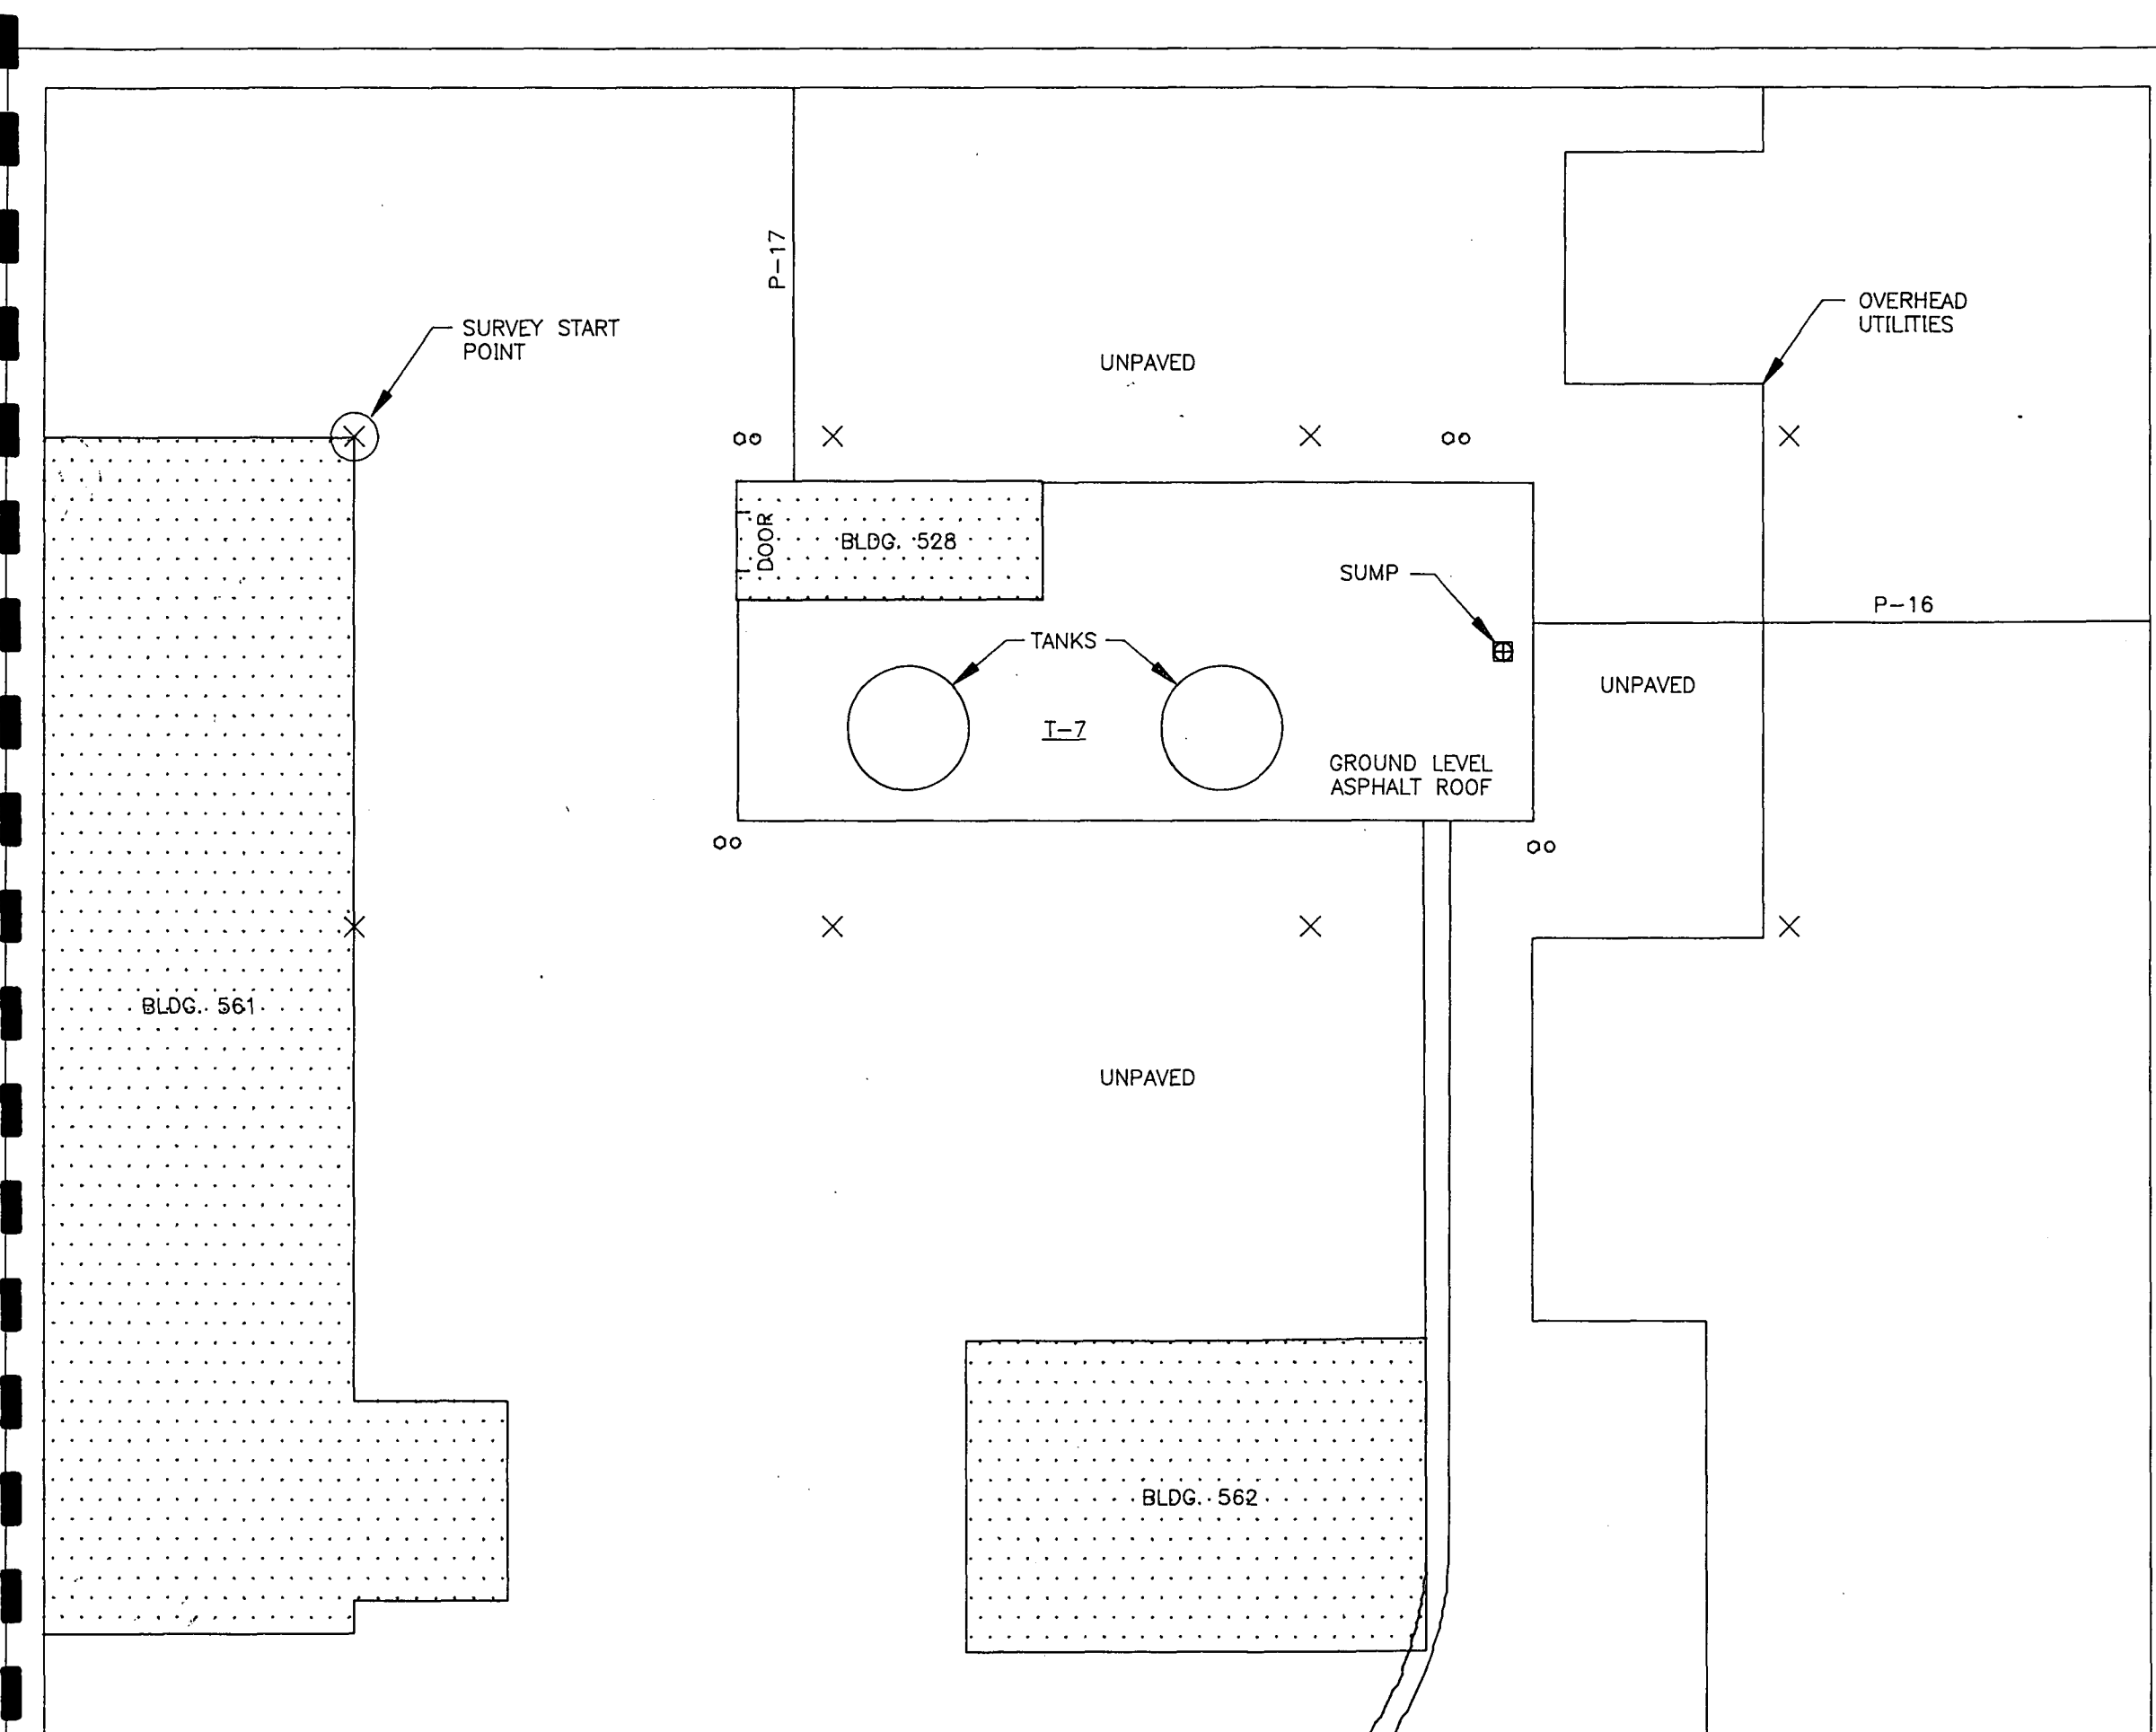 P-17
OVERHEAD
UTILITIES
SURVEY START
POINT
UNPAVED
DOOR
BLDG. 528
SUMP
P-16
TANKS
UNPAVED
T-7
GROUND LEVEL
ASPHALT ROOF
BLDG. 561
UNPAVED
BLDG. 562